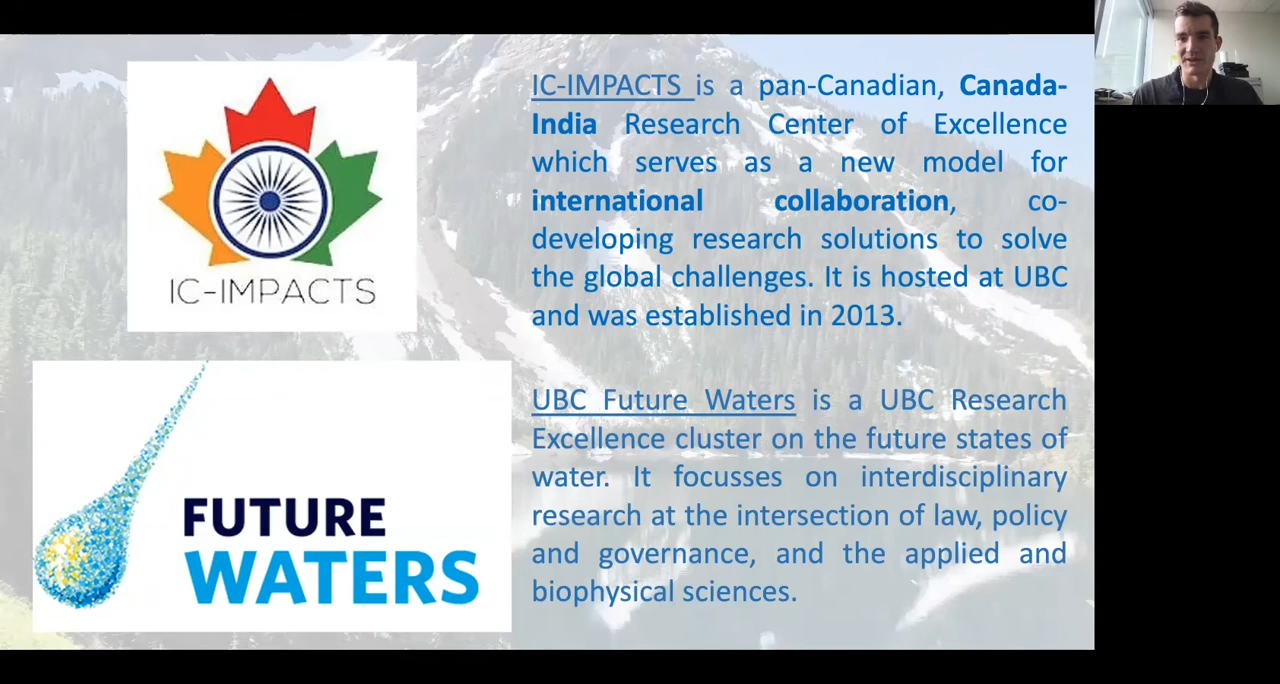 IC-IMPACTS
IC-IMPACTS is a pan-Canadian, Canada-
India Research Center of Excellence
which serves as a new model for
international collaboration, co-
developing research solutions to solve
the global challenges. It is hosted at UBC
and was established in 2013.
FUTURE
WATERS
UBC Future Waters is a UBC Research
Excellence cluster on the future states of
water. It focusses on interdisciplinary
research at the intersection of law, policy
and governance, and the applied and
biophysical sciences.